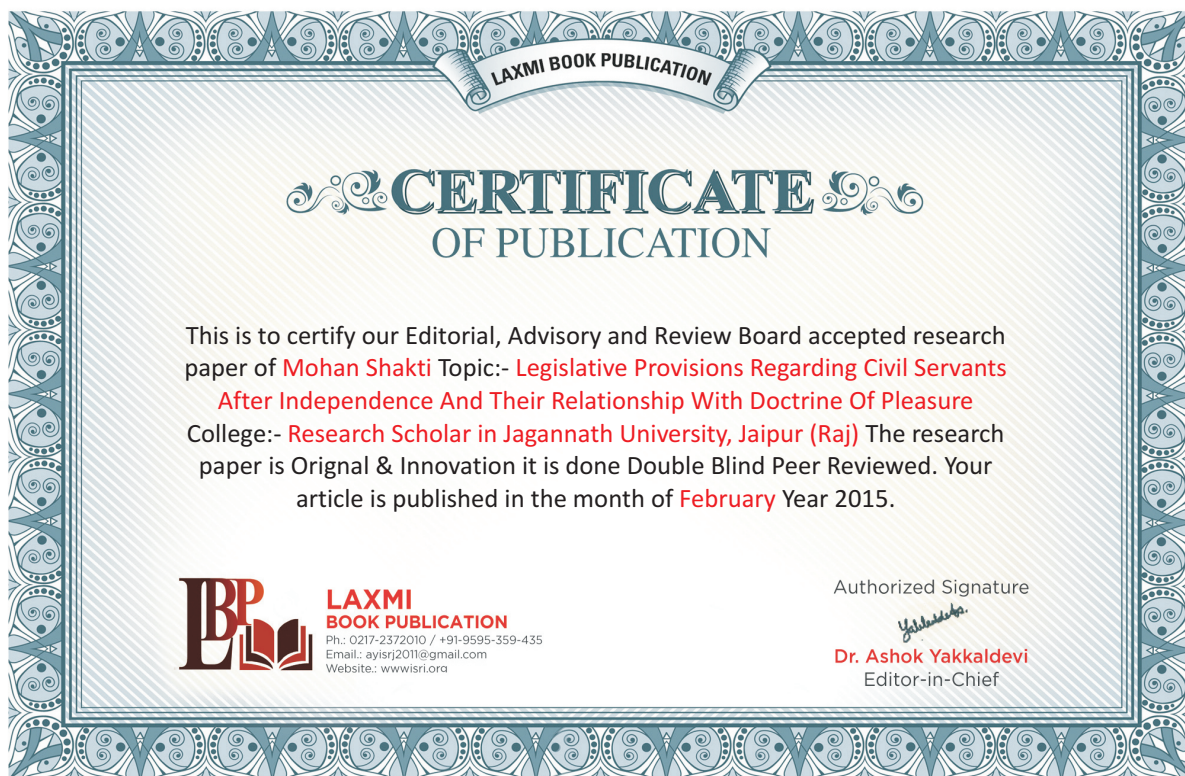 LAXMI BOOK PUBLICATION
CERTIFICATE
OF PUBLICATION
This is to certify our Editorial, Advisory and Review Board accepted research
paper of Mohan Shakti Topic:- Legislative Provisions Regarding Civil Servants
After Independence And Their Relationship With Doctrine Of Pleasure
College:- Research Scholar in Jagannath University, Jaipur (Raj) The research
paper is Orignal & Innovation it is done Double Blind Peer Reviewed. Your
article is published in the month of February Year 2015.
LBP
LAXMI
BOOK PUBLICATION
Ph.: 0217-2372010 / +91-9595-359-435
Email.: ayisrj2011@gmail.com
Website.: wwwisri.org
Authorized Signature
Dr. Ashok Yakkaldevi
Editor-in-Chief